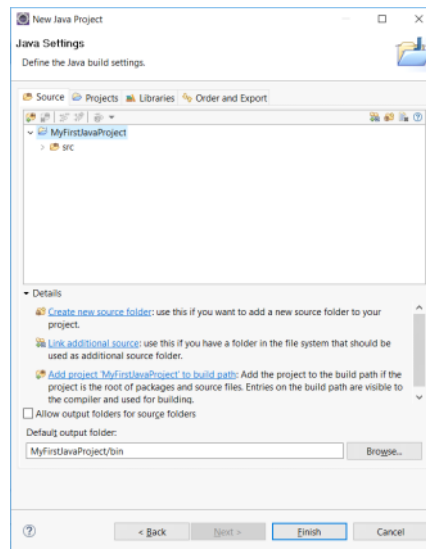 New Java Project
Java Settings
Define the Java build settings.
Source Projects Libraries Order and Export
MyFirstJavaProject
src
Details
Create new source folder: use this if you want to add a new source folder to your
project.
Link additional source: use this if you have a folder in the file system that should be
used as additional source folder.
Add project 'MyFirstJavaProject' to build path: Add the project to the build path if the
project is the root of packages and source files. Entries on the build path are visible to
the compiler and used for building.
Allow output folders for source folders
Default output folder:
MyFirstJavaProject/bin
Browse...
< Back Next > Finish Cancel